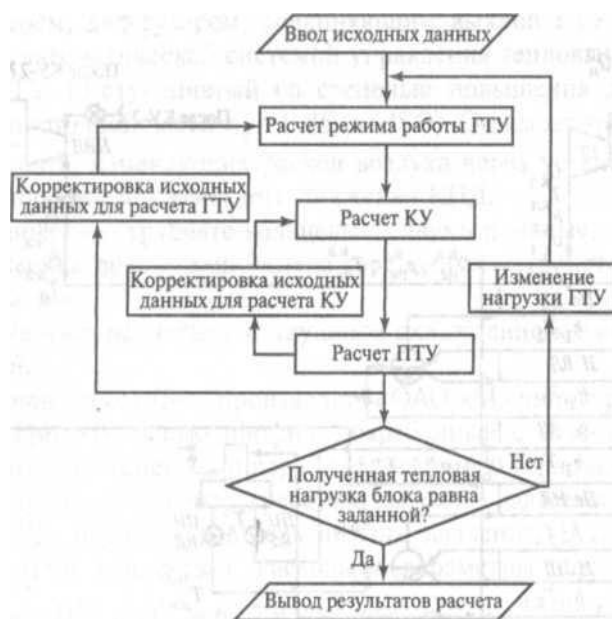 Ввод исходных данных
Расчет режима работы ГТУ
Корректировка исходных
данных для расчета ГТУ
Расчет КУ
Корректировка исходных
данных для расчета КУ
Изменение
нагрузки ГТУ
Расчет ПТУ
Полученная тепловая
нагрузка блока равна
заданной?
Нет
Да
Вывод результатов расчета